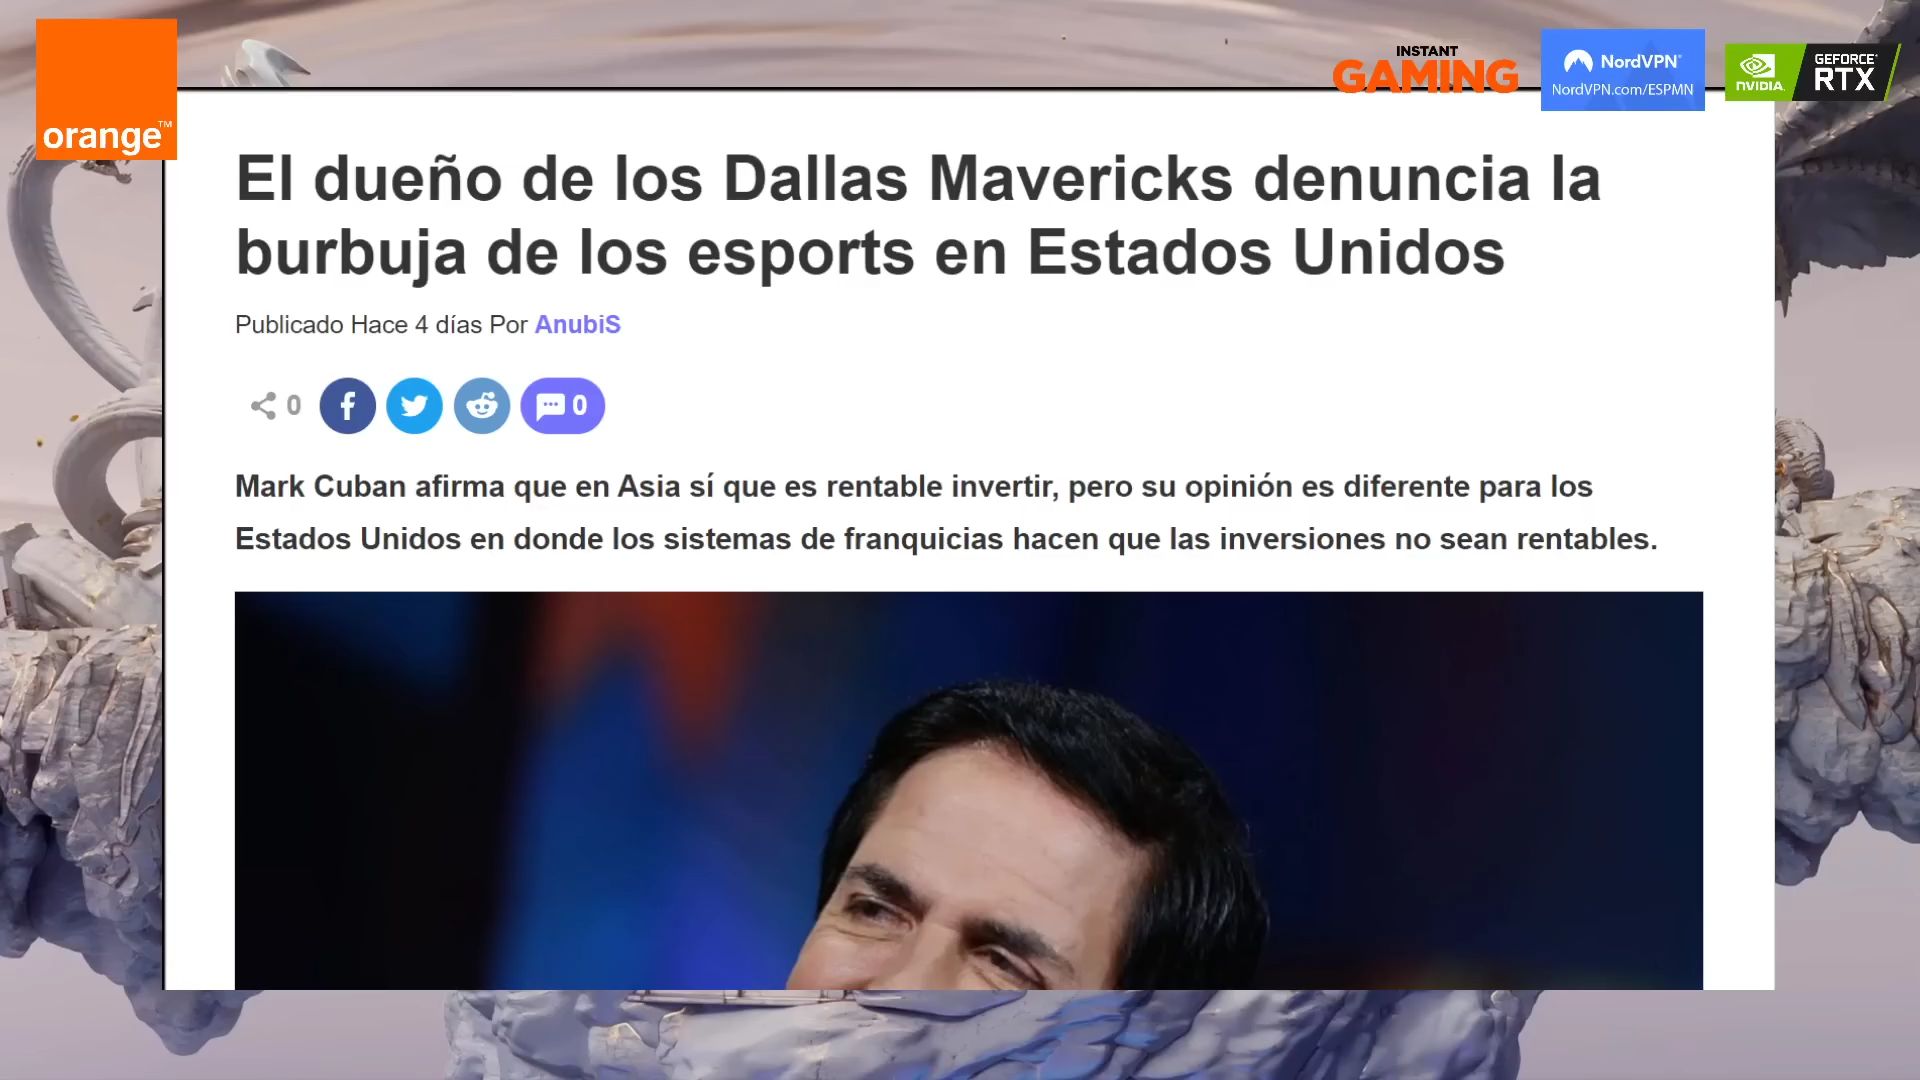 orange™
INSTANT
GAMING
NordVPN®
NordVPN.com/ESPMN
NVIDIA.
GEFORCE®
RTX
El dueño de los Dallas Mavericks denuncia la
burbuja de los esports en Estados Unidos
Publicado Hace 4 días Por AnubiS
0
0
Mark Cuban afirma que en Asia sí que es rentable invertir, pero su opinión es diferente para los
Estados Unidos en donde los sistemas de franquicias hacen que las inversiones no sean rentables.